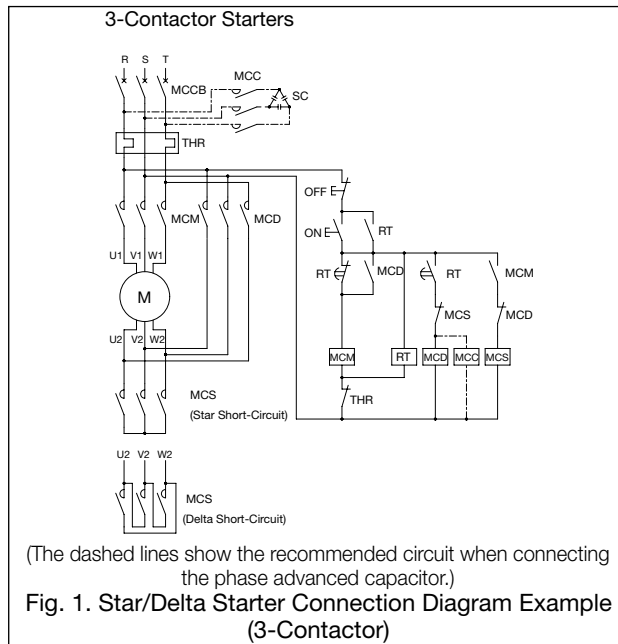 3-Contactor Starters
R S T
MCCB
MCC
SC
THR
OFF
ON
RT
MCM
MCD
U1 V1 W1
RT
MCD
RT
MCM
M
MCS
MCD
U2 V2 W2
MCM
RT
MCD
MCC
MCS
MCS
(Star Short-Circuit)
THR
U2 V2 W2
MCS
(Delta Short-Circuit)
(The dashed lines show the recommended circuit when connecting
the phase advanced capacitor.)
Fig. 1. Star/Delta Starter Connection Diagram Example
(3-Contactor)